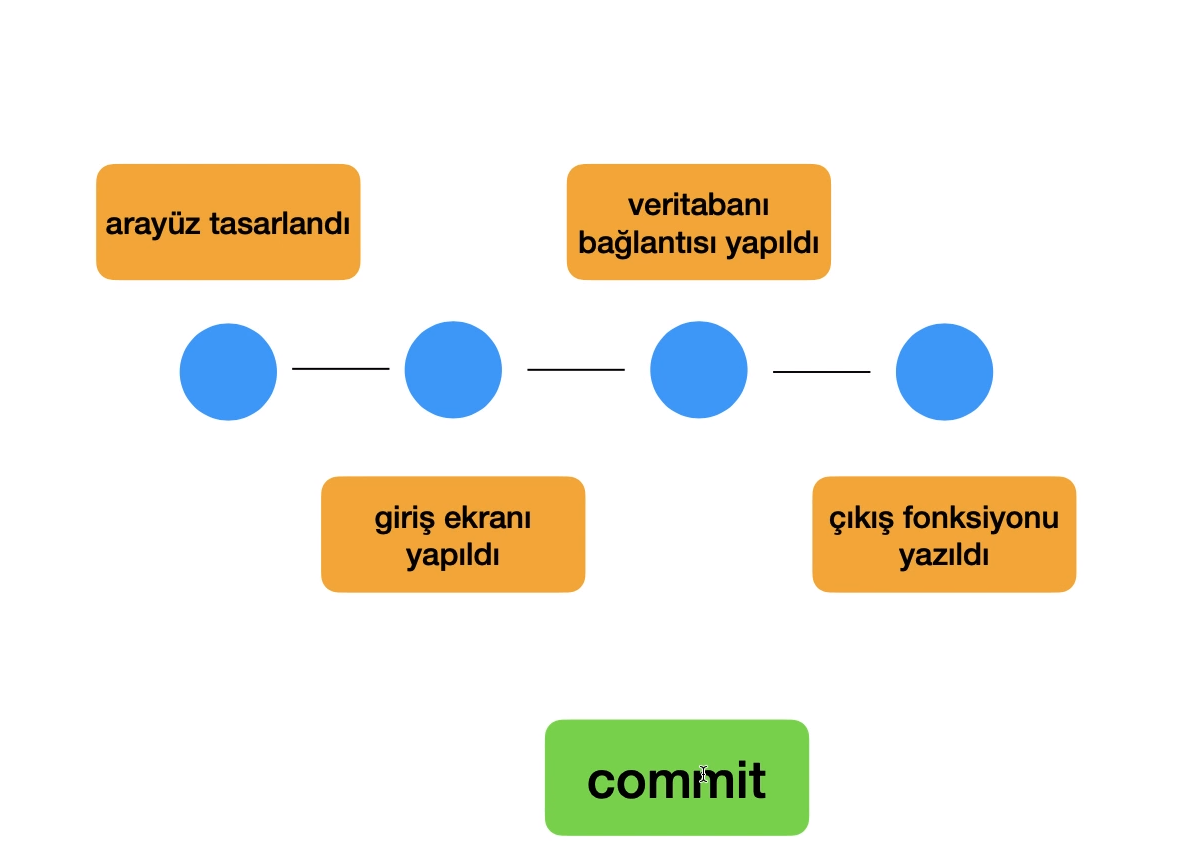 arayüz tasarlandı
veritabanı
bağlantısı yapıldı
giriş ekranı
yapıldı
çıkış fonksiyonu
yazıldı
commit